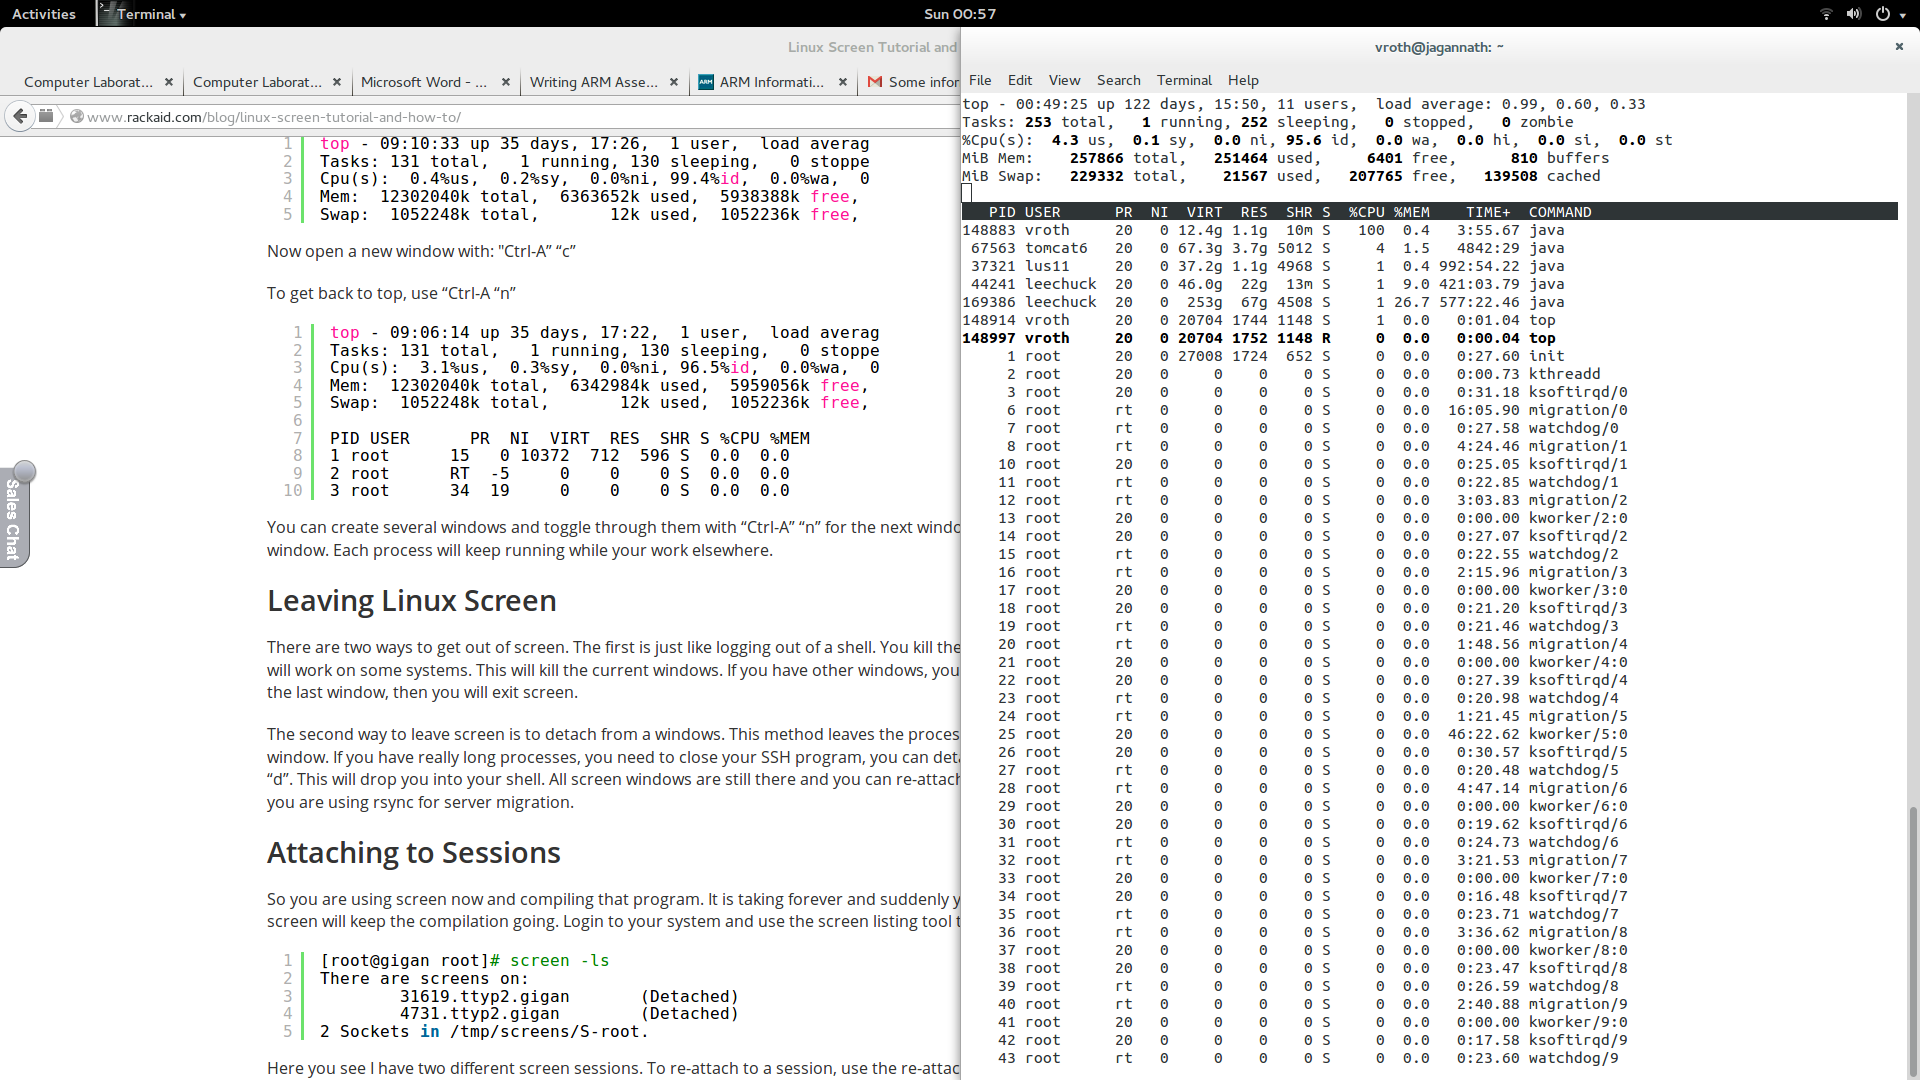 Activities
Terminal
Sun 00:57
Linux Screen Tutorial and
Computer Laborat...
Computer Laborat...
Microsoft Word - ...
Writing ARM Asse...
ARM Informati...
Some infor
www.rackaid.com/blog/linux-screen-tutorial-and-how-to/
1 top - 09:10:33 up 35 days, 17:26,  1 user,  load averag
2 Tasks: 131 total,   1 running, 130 sleeping,   0 stoppe
3 Cpu(s):  0.4%us,  0.2%sy,  0.0%ni, 99.4%id,  0.0%wa,  0
4 Mem:  12302040k total,  6363652k used,  5938388k free,
5 Swap:  1052248k total,      12k used,  1052236k free,
Now open a new window with: "Ctrl-A” “c”
To get back to top, use “Ctrl-A “n”
1 top - 09:06:14 up 35 days, 17:22,  1 user,  load averag
2 Tasks: 131 total,   1 running, 130 sleeping,   0 stoppe
3 Cpu(s):  3.1%us,  0.3%sy,  0.0%ni, 96.5%id,  0.0%wa,  0
4 Mem:  12302040k total,  6342984k used,  5959056k free,
5 Swap:  1052248k total,       12k used,  1052236k free,
6
7 PID USER      PR  NI  VIRT  RES  SHR S %CPU %MEM
8 1 root      15   0 10372  712  596 S  0.0  0.0
9 2 root      RT  -5     0    0    0 S  0.0  0.0
10 3 root      34  19     0    0    0 S  0.0  0.0
You can create several windows and toggle through them with “Ctrl-A” “n” for the next windo
window. Each process will keep running while your work elsewhere.
Leaving Linux Screen
There are two ways to get out of screen. The first is just like logging out of a shell. You kill the
will work on some systems. This will kill the current windows. If you have other windows, you
the last window, then you will exit screen.
The second way to leave screen is to detach from a windows. This method leaves the proces
window. If you have really long processes, you need to close your SSH program, you can deta
“d”. This will drop you into your shell. All screen windows are still there and you can re-attach
you are using rsync for server migration.
Attaching to Sessions
So you are using screen now and compiling that program. It is taking forever and suddenly y
screen will keep the compilation going. Login to your system and use the screen listing tool t
1 [root@gigan root]# screen -ls
2 There are screens on:
3         31619.ttyp2.gigan       (Detached)
4         4731.ttyp2.gigan        (Detached)
5 2 Sockets in /tmp/screens/S-root.
Here you see I have two different screen sessions. To re-attach to a session, use the re-attac
Sales Chat
vroth@jagannath: ~
File Edit View Search Terminal Help
top - 00:49:25 up 122 days, 15:50, 11 users,  load average: 0.99, 0.60, 0.33
Tasks: 253 total,   1 running, 252 sleeping,   0 stopped,   0 zombie
%Cpu(s):  4.3 us,  0.1 sy,  0.0 ni, 95.6 id,  0.0 wa,  0.0 hi,  0.0 si,  0.0 st
MiB Mem:    257866 total,   251464 used,     6401 free,      810 buffers
MiB Swap:   229332 total,    21567 used,   207765 free,   139508 cached
PID USER      PR  NI  VIRT  RES  SHR S  %CPU %MEM    TIME+  COMMAND
148883 vroth     20   0 12.4g 1.1g  10m S   100  0.4   3:55.67 java
67563 tomcat6   20   0 67.3g 3.7g 5012 S     4  1.5   4842:29 java
37321 lus11     20   0 37.2g 1.1g 4968 S     1  0.4 992:54.22 java
44241 leechuck  20   0 46.0g  22g  13m S     1  9.0 421:03.79 java
169386 leechuck  20   0  253g  67g 4508 S     1 26.7 577:22.46 java
148914 vroth     20   0 20704 1744 1148 S     1  0.0   0:01.04 top
148997 vroth     20   0 20704 1752 1148 R     0  0.0   0:00.04 top
1 root      20   0 27008 1724  652 S     0  0.0   0:27.60 init
2 root      20   0     0    0    0 S     0  0.0   0:00.73 kthreadd
3 root      20   0     0    0    0 S     0  0.0   0:31.18 ksoftirqd/0
6 root      rt   0     0    0    0 S     0  0.0  16:05.90 migration/0
7 root      rt   0     0    0    0 S     0  0.0   0:27.58 watchdog/0
8 root      rt   0     0    0    0 S     0  0.0   4:24.46 migration/1
10 root      20   0     0    0    0 S     0  0.0   0:25.05 ksoftirqd/1
11 root      rt   0     0    0    0 S     0  0.0   0:22.85 watchdog/1
12 root      rt   0     0    0    0 S     0  0.0   3:03.83 migration/2
13 root      20   0     0    0    0 S     0  0.0   0:00.00 kworker/2:0
14 root      20   0     0    0    0 S     0  0.0   0:27.07 ksoftirqd/2
15 root      rt   0     0    0    0 S     0  0.0   0:22.55 watchdog/2
16 root      rt   0     0    0    0 S     0  0.0   2:15.96 migration/3
17 root      20   0     0    0    0 S     0  0.0   0:00.00 kworker/3:0
18 root      20   0     0    0    0 S     0  0.0   0:21.20 ksoftirqd/3
19 root      rt   0     0    0    0 S     0  0.0   0:21.46 watchdog/3
20 root      rt   0     0    0    0 S     0  0.0   1:48.56 migration/4
21 root      20   0     0    0    0 S     0  0.0   0:00.00 kworker/4:0
22 root      20   0     0    0    0 S     0  0.0   0:27.39 ksoftirqd/4
23 root      rt   0     0    0    0 S     0  0.0   0:20.98 watchdog/4
24 root      rt   0     0    0    0 S     0  0.0   1:21.45 migration/5
25 root      20   0     0    0    0 S     0  0.0  46:22.62 kworker/5:0
26 root      20   0     0    0    0 S     0  0.0   0:30.57 ksoftirqd/5
27 root      rt   0     0    0    0 S     0  0.0   0:20.48 watchdog/5
28 root      rt   0     0    0    0 S     0  0.0   4:47.14 migration/6
29 root      20   0     0    0    0 S     0  0.0   0:00.00 kworker/6:0
30 root      20   0     0    0    0 S     0  0.0   0:19.62 ksoftirqd/6
31 root      rt   0     0    0    0 S     0  0.0   0:24.73 watchdog/6
32 root      rt   0     0    0    0 S     0  0.0   3:21.53 migration/7
33 root      20   0     0    0    0 S     0  0.0   0:00.00 kworker/7:0
34 root      20   0     0    0    0 S     0  0.0   0:16.48 ksoftirqd/7
35 root      rt   0     0    0    0 S     0  0.0   0:23.71 watchdog/7
36 root      rt   0     0    0    0 S     0  0.0   3:36.62 migration/8
37 root      20   0     0    0    0 S     0  0.0   0:00.00 kworker/8:0
38 root      20   0     0    0    0 S     0  0.0   0:23.47 ksoftirqd/8
39 root      rt   0     0    0    0 S     0  0.0   0:26.59 watchdog/8
40 root      rt   0     0    0    0 S     0  0.0   2:40.88 migration/9
41 root      20   0     0    0    0 S     0  0.0   0:00.00 kworker/9:0
42 root      20   0     0    0    0 S     0  0.0   0:17.58 ksoftirqd/9
43 root      rt   0     0    0    0 S     0  0.0   0:23.60 watchdog/9